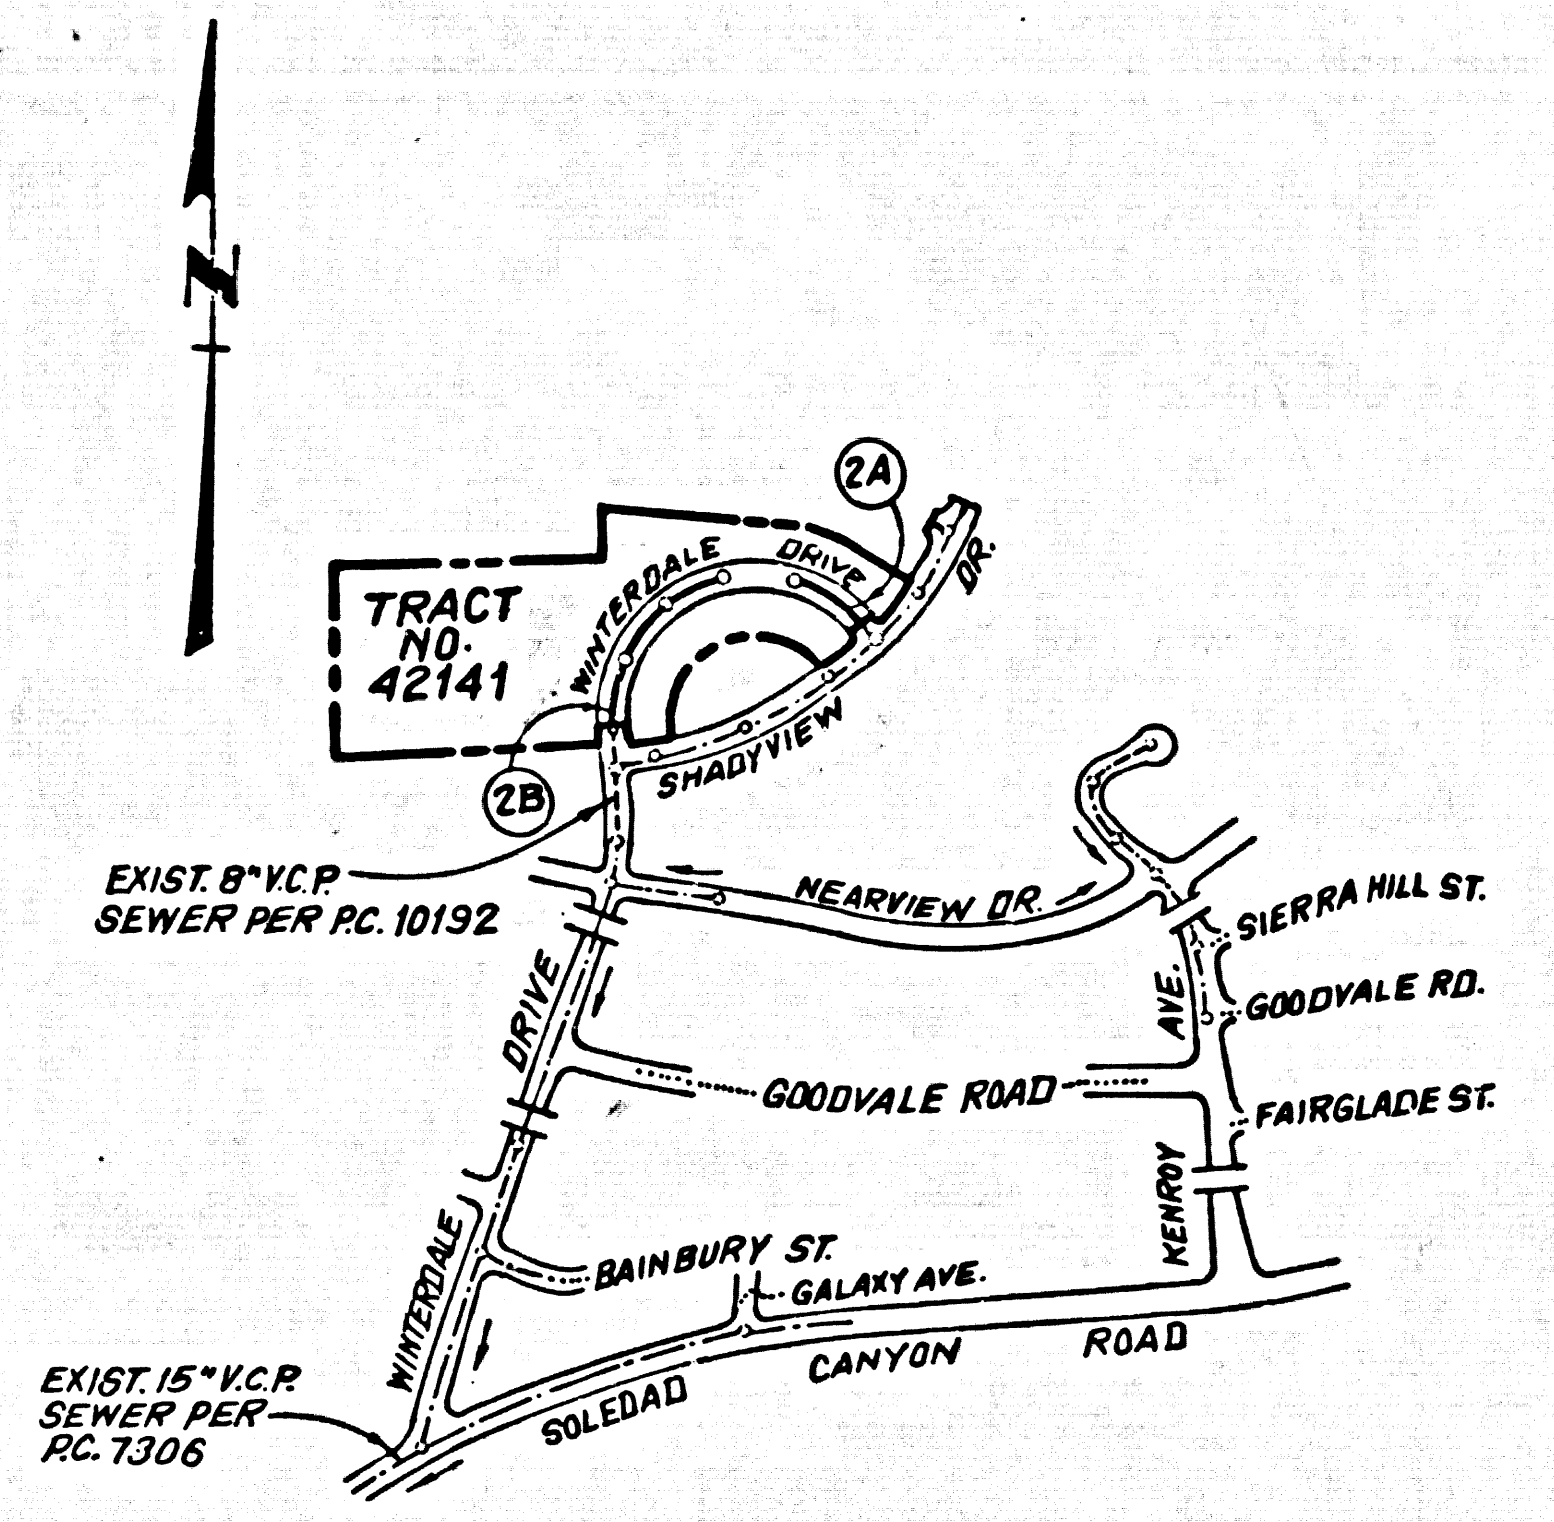 N
2A
WINTERDALE DRIVE
DR.
TRACT
NO.
42141
SHADYVIEW
2B
EXIST. 8" V.C.P.
SEWER PER P.C. 10192
NEARVIEW DR.
SIERRA HILL ST.
AVE.
GOODVALE RD.
DRIVE
GOODVALE ROAD
FAIRGLADE ST.
KENROY
WINTERDALE
BAINBURY ST.
GALAXY AVE.
SOLEDAD CANYON ROAD
EXIST. 15" V.C.P.
SEWER PER
P.C. 7306